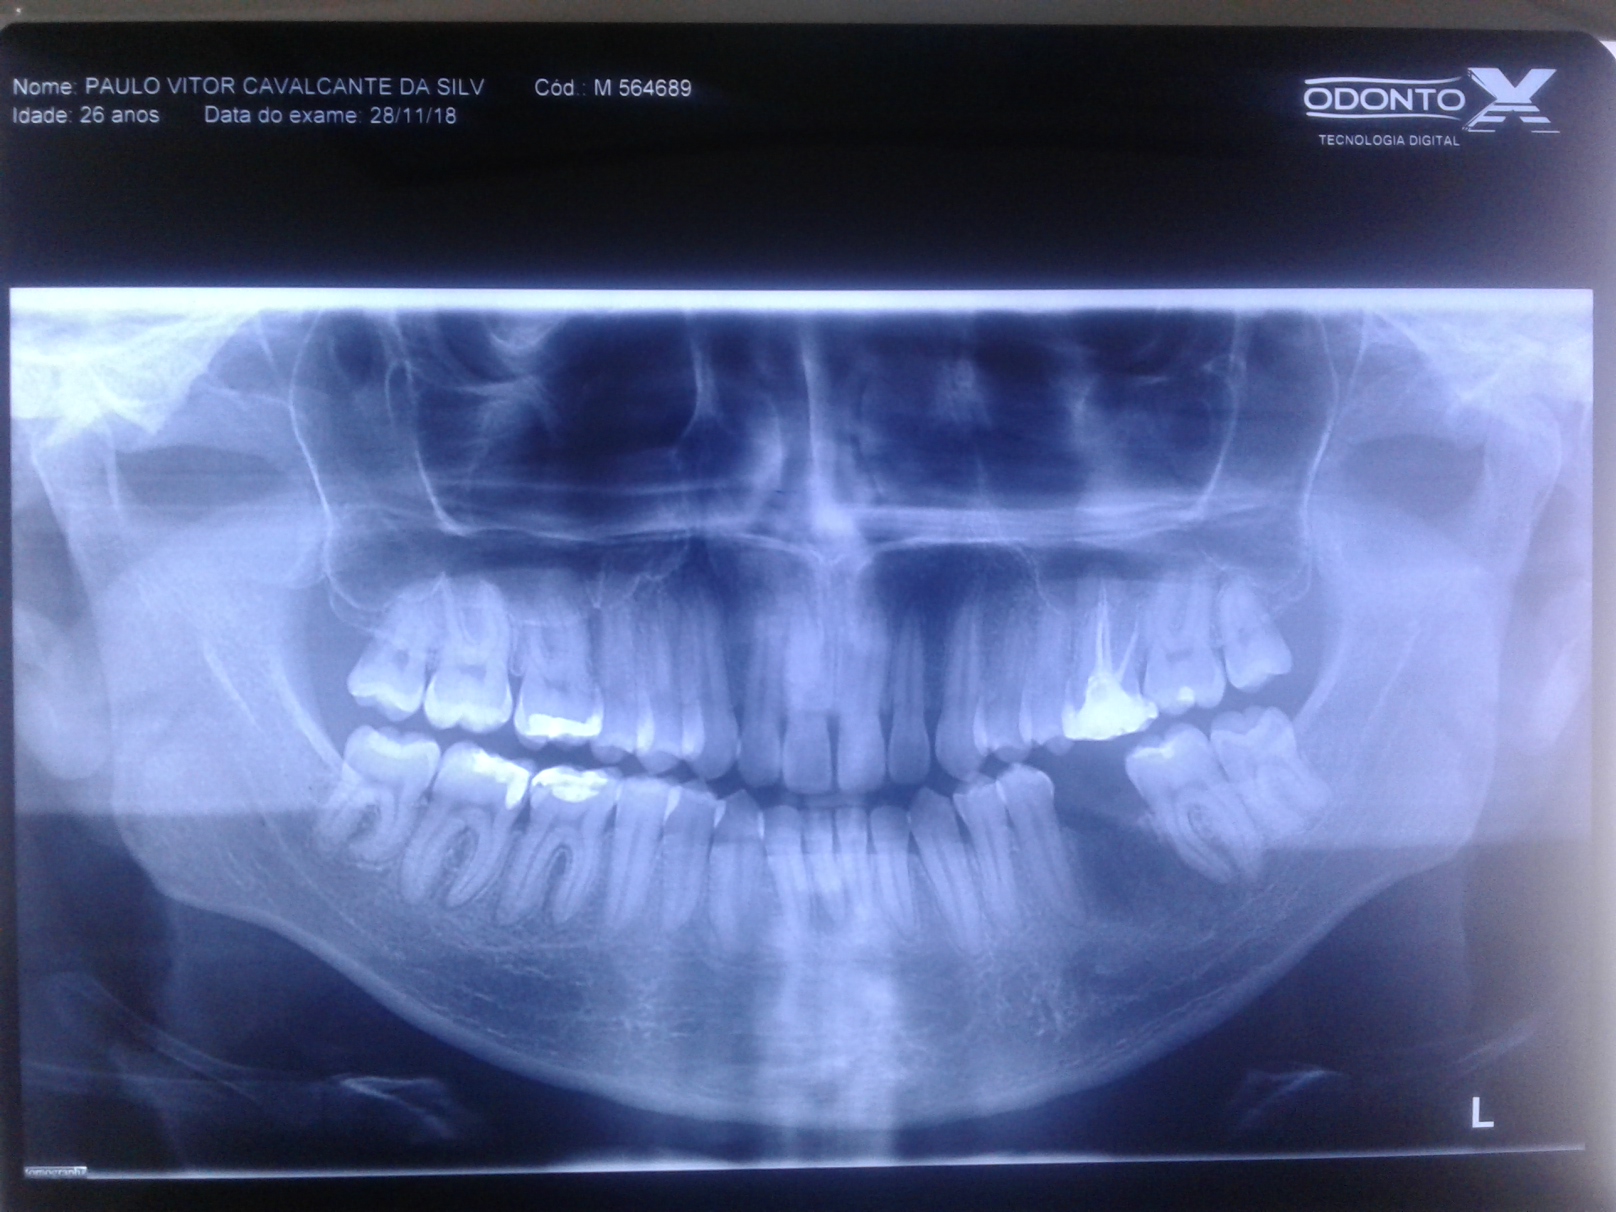 Nome: PAULO VITOR CAVALCANTE DA SILV Cód.: M 564689
Idade: 26 anos Data do exame: 28/11/18
ODONTO X
TECNOLOGIA DIGITAL
L